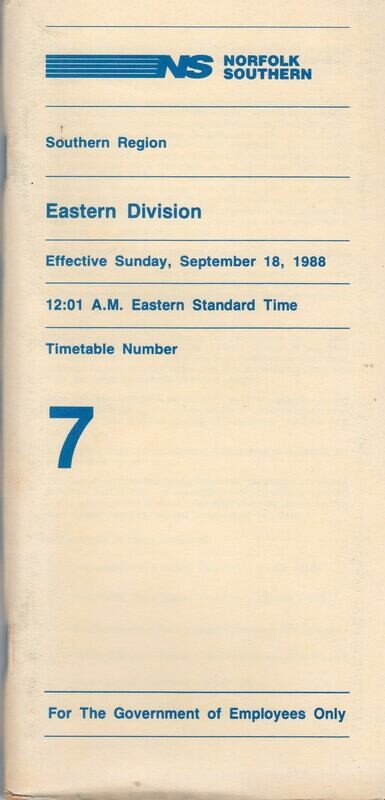 NS NORFOLK
SOUTHERN
Southern Region
Eastern Division
Effective Sunday, September 18, 1988
12:01 A.M. Eastern Standard Time
Timetable Number
7
For The Government of Employees Only